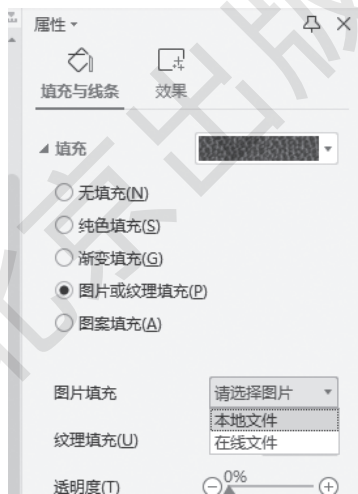 属性
填充与线条 效果
填充
无填充(N)
纯色填充(S)
渐变填充(G)
图片或纹理填充(P)
图案填充(A)
图片填充 请选择图片
本地文件
纹理填充(U) 在线文件
透明度(T) 0%